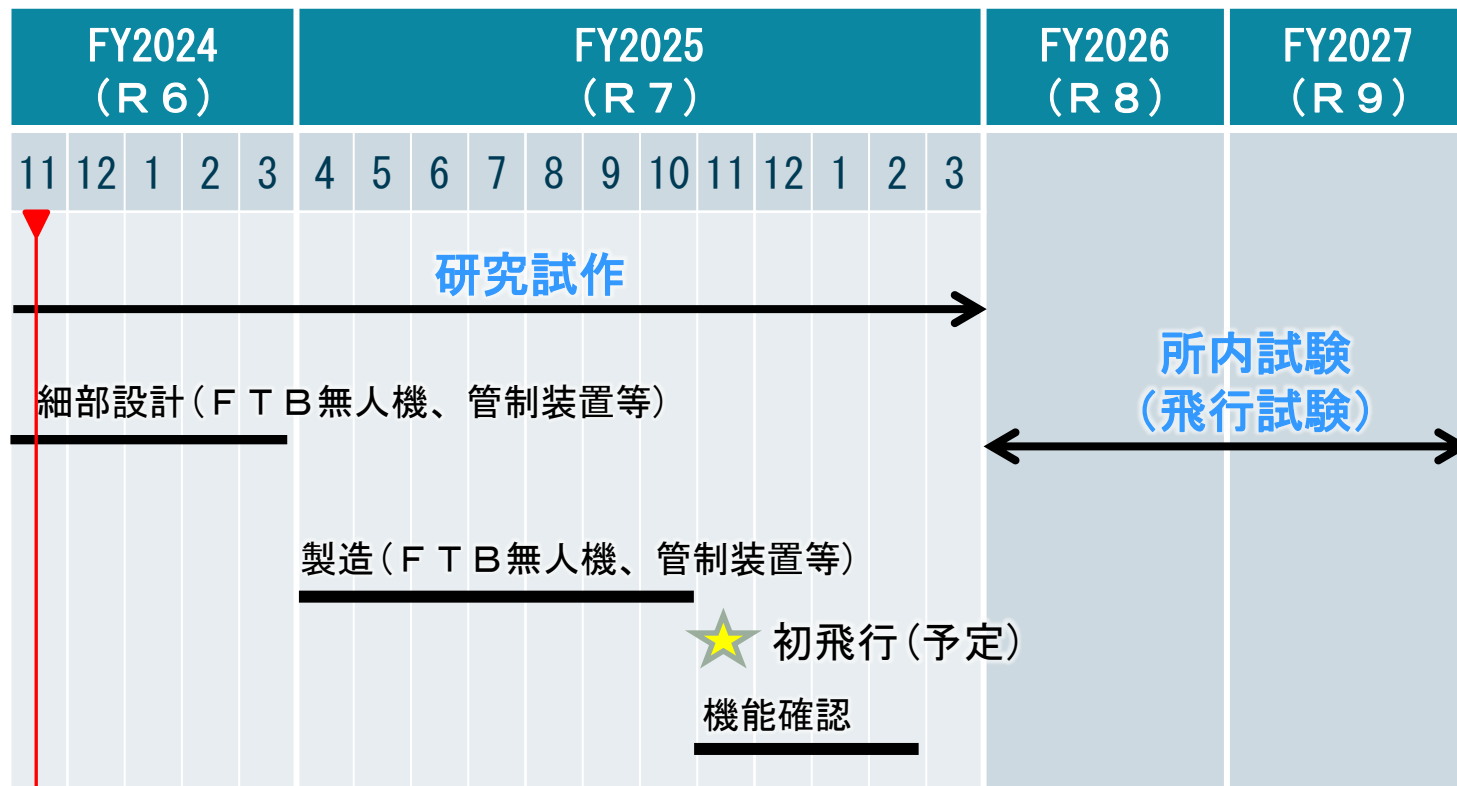 FY2024
（Ｒ６）
FY2025
（Ｒ７）
FY2026
（Ｒ８）
FY2027
（Ｒ９）
11 12 1 2 3 4 5 6 7 8 9 10 11 12 1 2 3
研究試作
所内試験
（飛行試験）
細部設計（ＦＴＢ無人機、管制装置等）
製造（ＦＴＢ無人機、管制装置等）
初飛行（予定）
機能確認